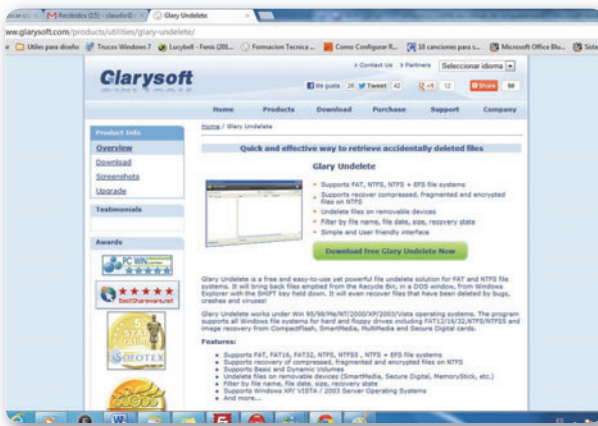 Recibidos (15) - claudio@
Glary Undelete
ww.glarysoft.com/products/utilities/glary-undelete/
Utiles para diseño
Trucos Windows 7
Lucybell - Fenix (201...
Formacion Tecnica ...
Como Configurar R...
10 canciones para s...
Microsoft Office Blu...
Glarysoft
Contact Us
Partners
Seleccionar idioma
Me gusta 26
Tweet 42
+1 12
Share 50
Home Products Download Purchase Support Company
Product Info
Overview
Download
Screenshots
Upgrade
Testimonials
Awards
PC WIN
BestShareware.net
5
STAR
SOFOTEX
Home / Glary Undelete
Quick and effective way to retrieve accidentally deleted files
Glary Undelete
Supports FAT, NTFS, NTFS + EFS file systems
Supports recover compressed, fragmented and encrypted
files on NTFS
Undelete files on removable devices
Filter by file name, file date, size, recovery state
Simple and User friendly interface
Download free Glary Undelete Now
Glary Undelete is a free and easy-to-use yet powerful file undelete solution for FAT and NTFS file
systems. It will bring back files emptied from the Recycle Bin, in a DOS window, from Windows
Explorer with the SHIFT key held down. It will even recover files that have been deleted by bugs,
crashes and viruses!
Glary Undelete works under Win 95/98/Me/NT/2000/XP/2003/Vista operating systems. The program
supports all Windows file systems for hard and floppy drives including FAT12/16/32,NTFS/NTFS5 and
image recovery from CompactFlash, SmartMedia, MultiMedia and Secure Digital cards.
Features:
Supports FAT, FAT16, FAT32, NTFS, NTFS5 , NTFS + EFS file systems
Supports recovery of compressed, fragmented and encrypted files on NTFS
Supports Basic and Dynamic Volumes
Undelete files on removable devices (SmartMedia, Secure Digital, MemoryStick, etc.)
Filter by file name, file date, size, recovery state
Supports Windows XP/ VISTA / 2003 Server Operating Systems
And more...